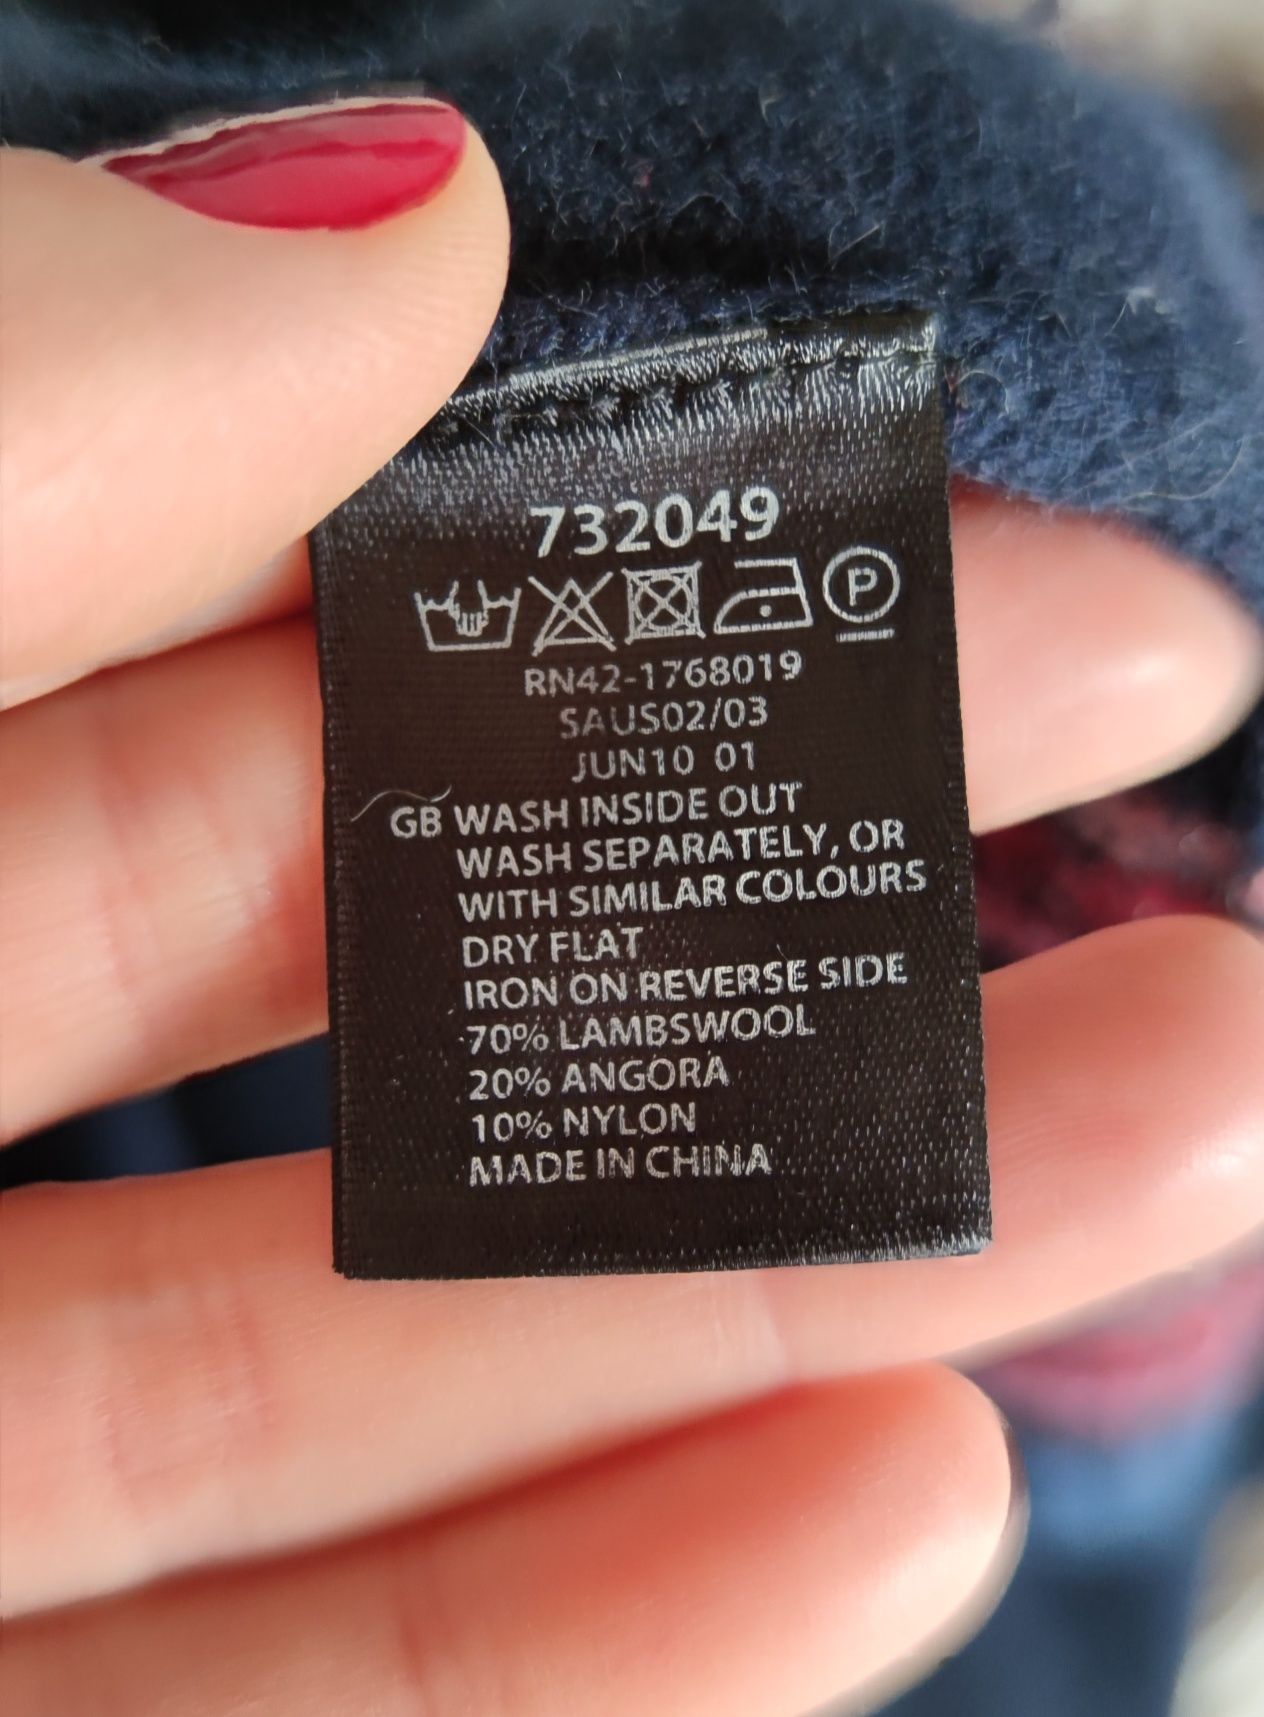 732049
P
RN42-1768019
SAUS02/03
JUN10 01
GB WASH INSIDE OUT
WASH SEPARATELY, OR
WITH SIMILAR COLOURS
DRY FLAT
IRON ON REVERSE SIDE
70% LAMBSWOOL
20% ANGORA
10% NYLON
MADE IN CHINA